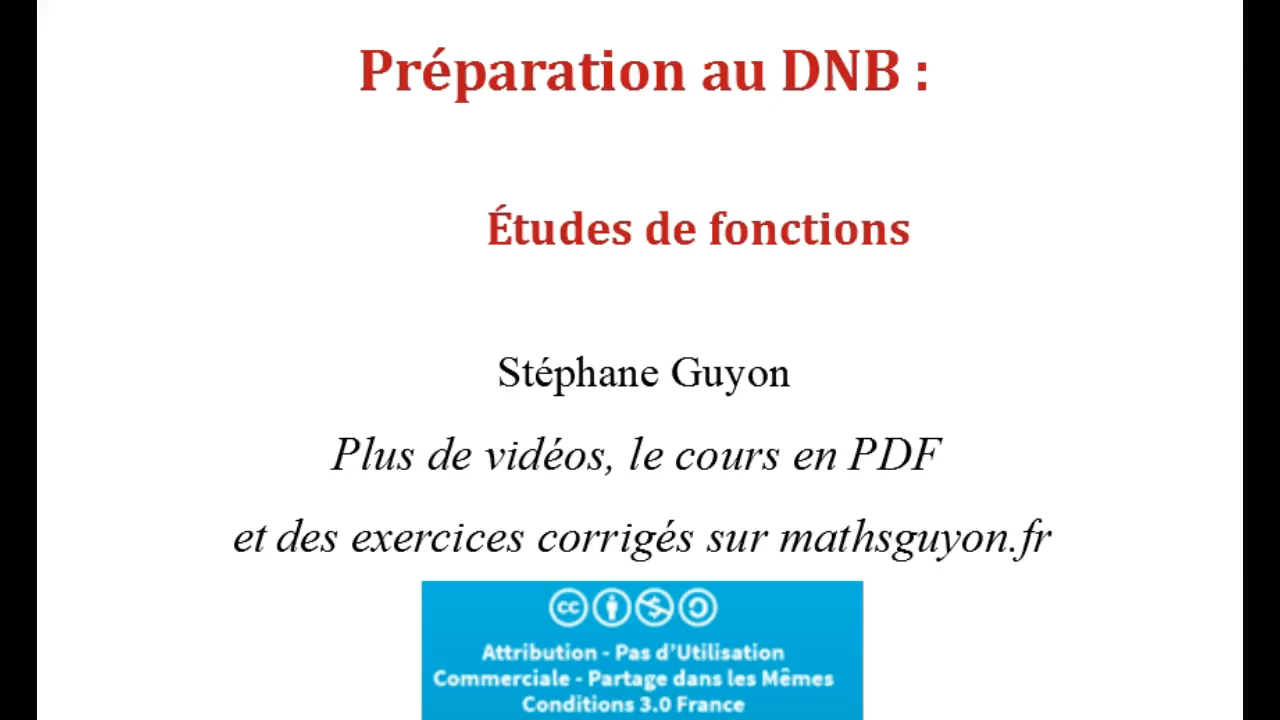 Préparation au DNB :
Études de fonctions
Stéphane Guyon
Plus de vidéos, le cours en PDF
et des exercices corrigés sur mathsguyon.fr
cc
Attribution - Pas d'Utilisation
Commerciale - Partage dans les Mêmes
Conditions 3.0 France